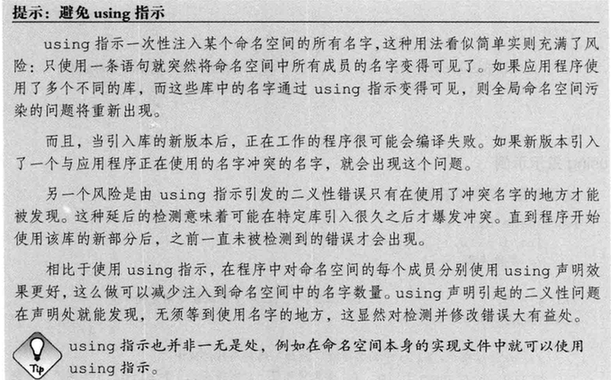 提示：避免 using 指示
using 指示一次性注入某个命名空间的所有名字，这种用法看似简单实则充满了风
险：只使用一条语句就突然将命名空间中所有成员的名字变得可见了。如果应用程序使
用了多个不同的库，而这些库中的名字通过 using 指示变得可见，则全局命名空间污
染的问题将重新出现。
而且，当引入库的新版本后，正在工作的程序很可能会编译失败。如果新版本引入
了一个与应用程序正在使用的名字冲突的名字，就会出现这个问题。
另一个风险是由 using 指示引发的二义性错误只有在使用了冲突名字的地方才能
被发现。这种延后的检测意味着可能在特定库引入很久之后才爆发冲突。直到程序开始
使用该库的新部分后，之前一直未被检测到的错误才会出现。
相比于使用 using 指示，在程序中对命名空间的每个成员分别使用 using 声明效
果更好，这么做可以减少注入到命名空间中的名字数量。using 声明引起的二义性问题
在声明处就能发现，无须等到使用名字的地方，这显然对检测并修改错误大有益处。
using 指示也并非一无是处，例如在命名空间本身的实现文件中就可以使用
Tip using 指示。